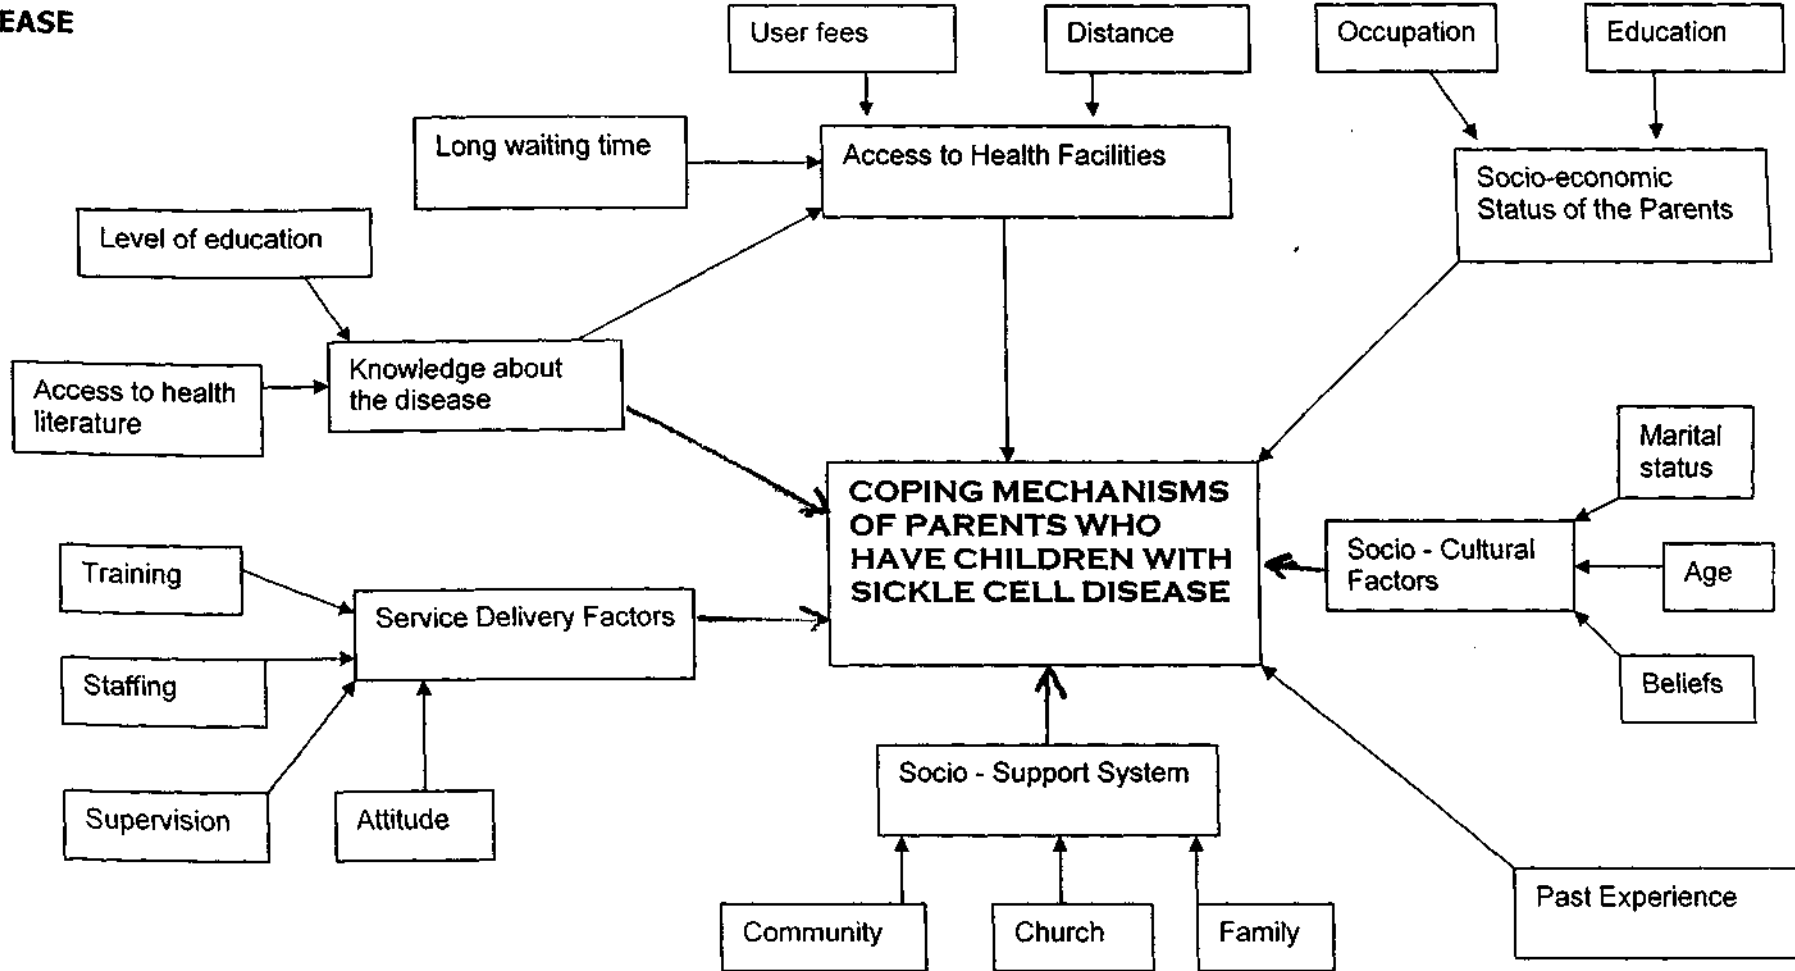 EASE
User fees
Distance
Occupation
Education
Long waiting time
Access to Health Facilities
Socio-economic
Status of the Parents
Level of education
Knowledge about
the disease
Access to health
literature
Marital
status
COPING MECHANISMS
OF PARENTS WHO
HAVE CHILDREN WITH
SICKLE CELL DISEASE
Socio - Cultural
Factors
Age
Training
Service Delivery Factors
Staffing
Beliefs
Supervision
Attitude
Socio - Support System
Past Experience
Community
Church
Family